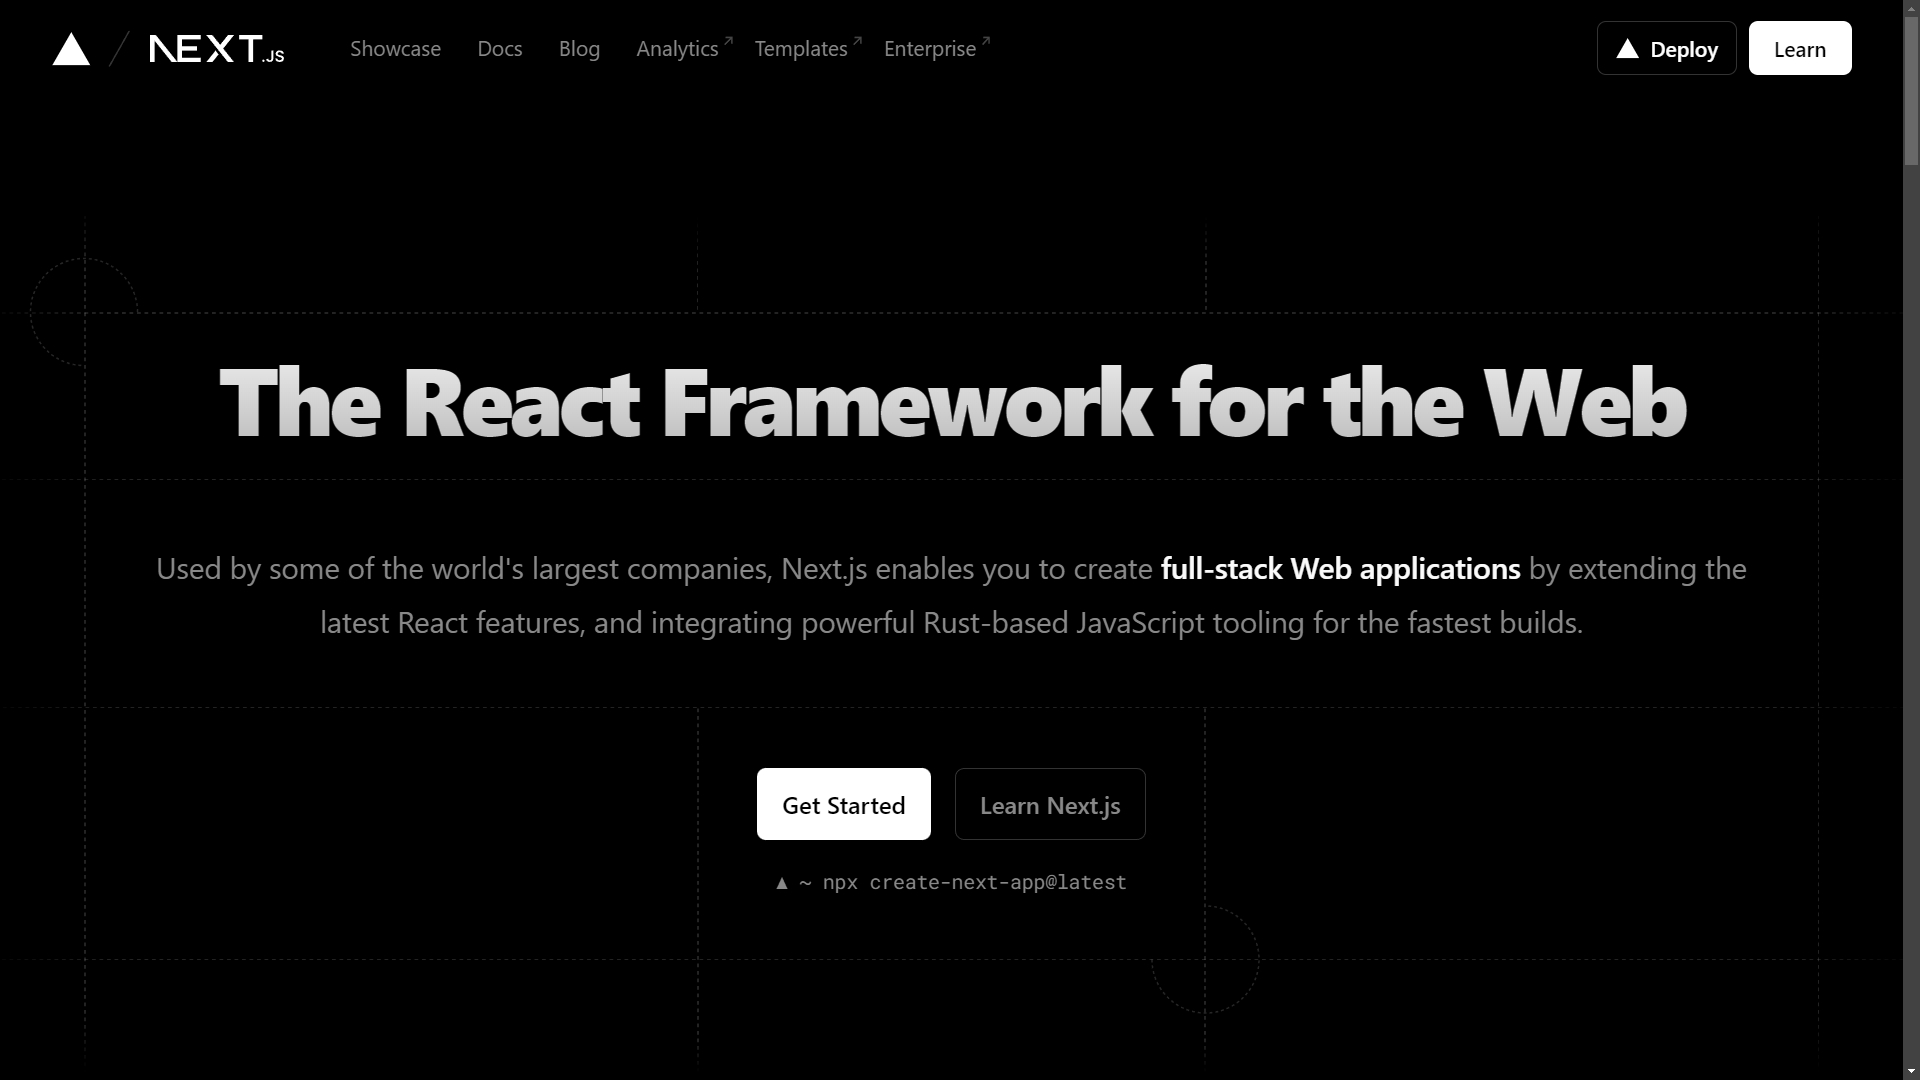 NEXT.JS
Showcase
Docs
Blog
Analytics
Templates
Enterprise
Deploy
Learn
The React Framework for the Web
Used by some of the world's largest companies, Next.js enables you to create full-stack Web applications by extending the
latest React features, and integrating powerful Rust-based JavaScript tooling for the fastest builds.
Get Started
Learn Next.js
▲ ~ npx create-next-app@latest